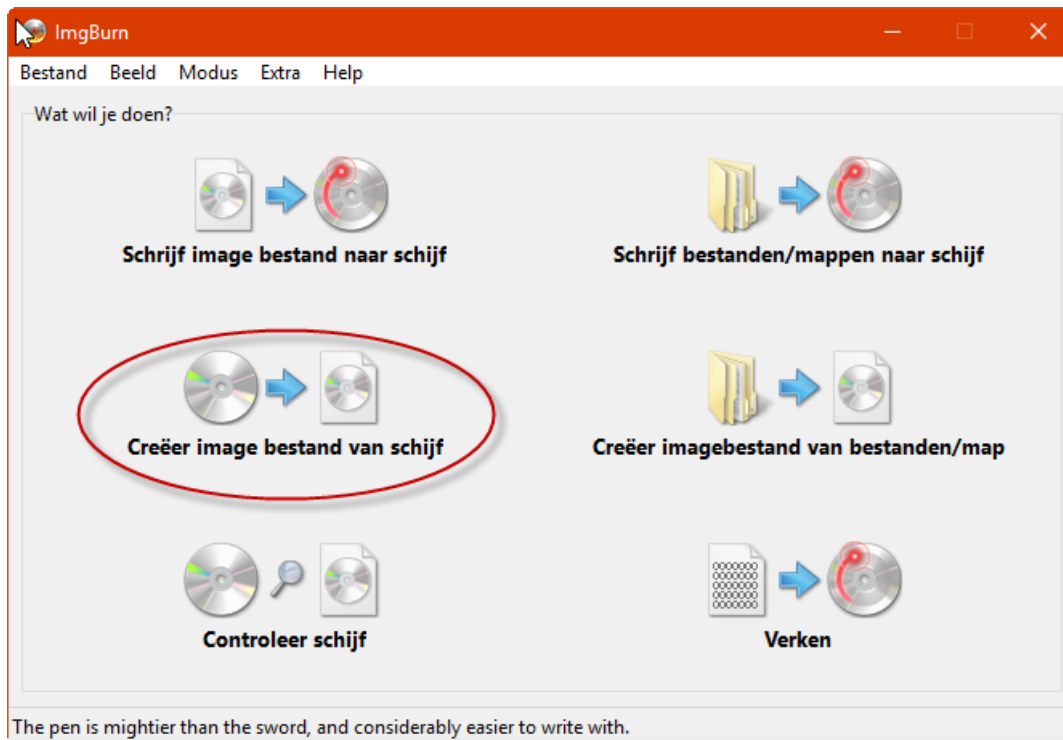 ImgBurn
Bestand Beeld Modus Extra Help
Wat wil je doen?
Schrijf image bestand naar schijf
Schrijf bestanden/mappen naar schijf
Creëer image bestand van schijf
Creëer imagebestand van bestanden/map
Controleer schijf
Verken
The pen is mightier than the sword, and considerably easier to write with.